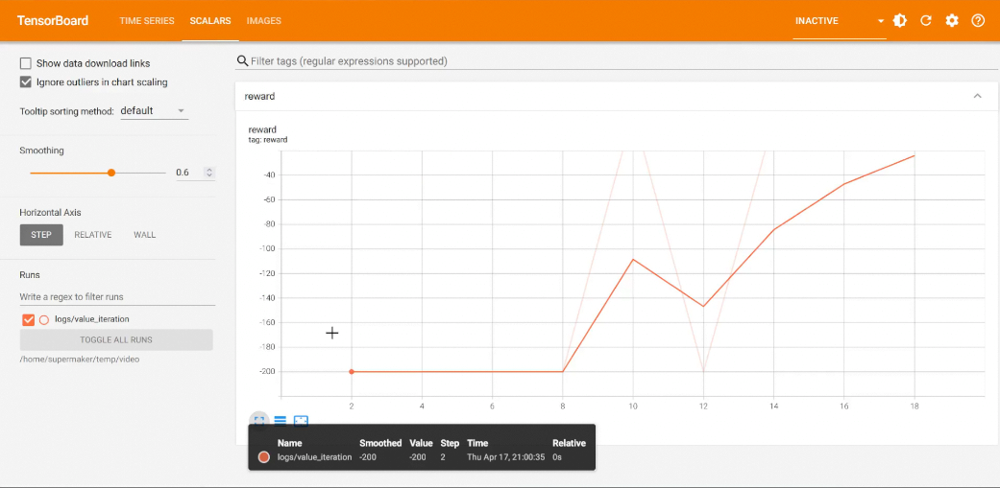 TensorBoard TIME SERIES SCALARS IMAGES INACTIVE
Show data download links
Ignore outliers in chart scaling
Tooltip sorting method: default
Smoothing
0.6
Horizontal Axis
STEP RELATIVE WALL
Runs
Write a regex to filter runs
logs/value_iteration
TOGGLE ALL RUNS
/home/supermaker/temp/video
Filter tags (regular expressions supported)
reward
reward
tag: reward
-40
-60
-80
-100
-120
-140
-160
-180
-200
2 4 6 8 10 12 14 16 18
Name Smoothed Value Step Time Relative
logs/value_iteration -200 -200 2 Thu Apr 17, 21:00:35 0s